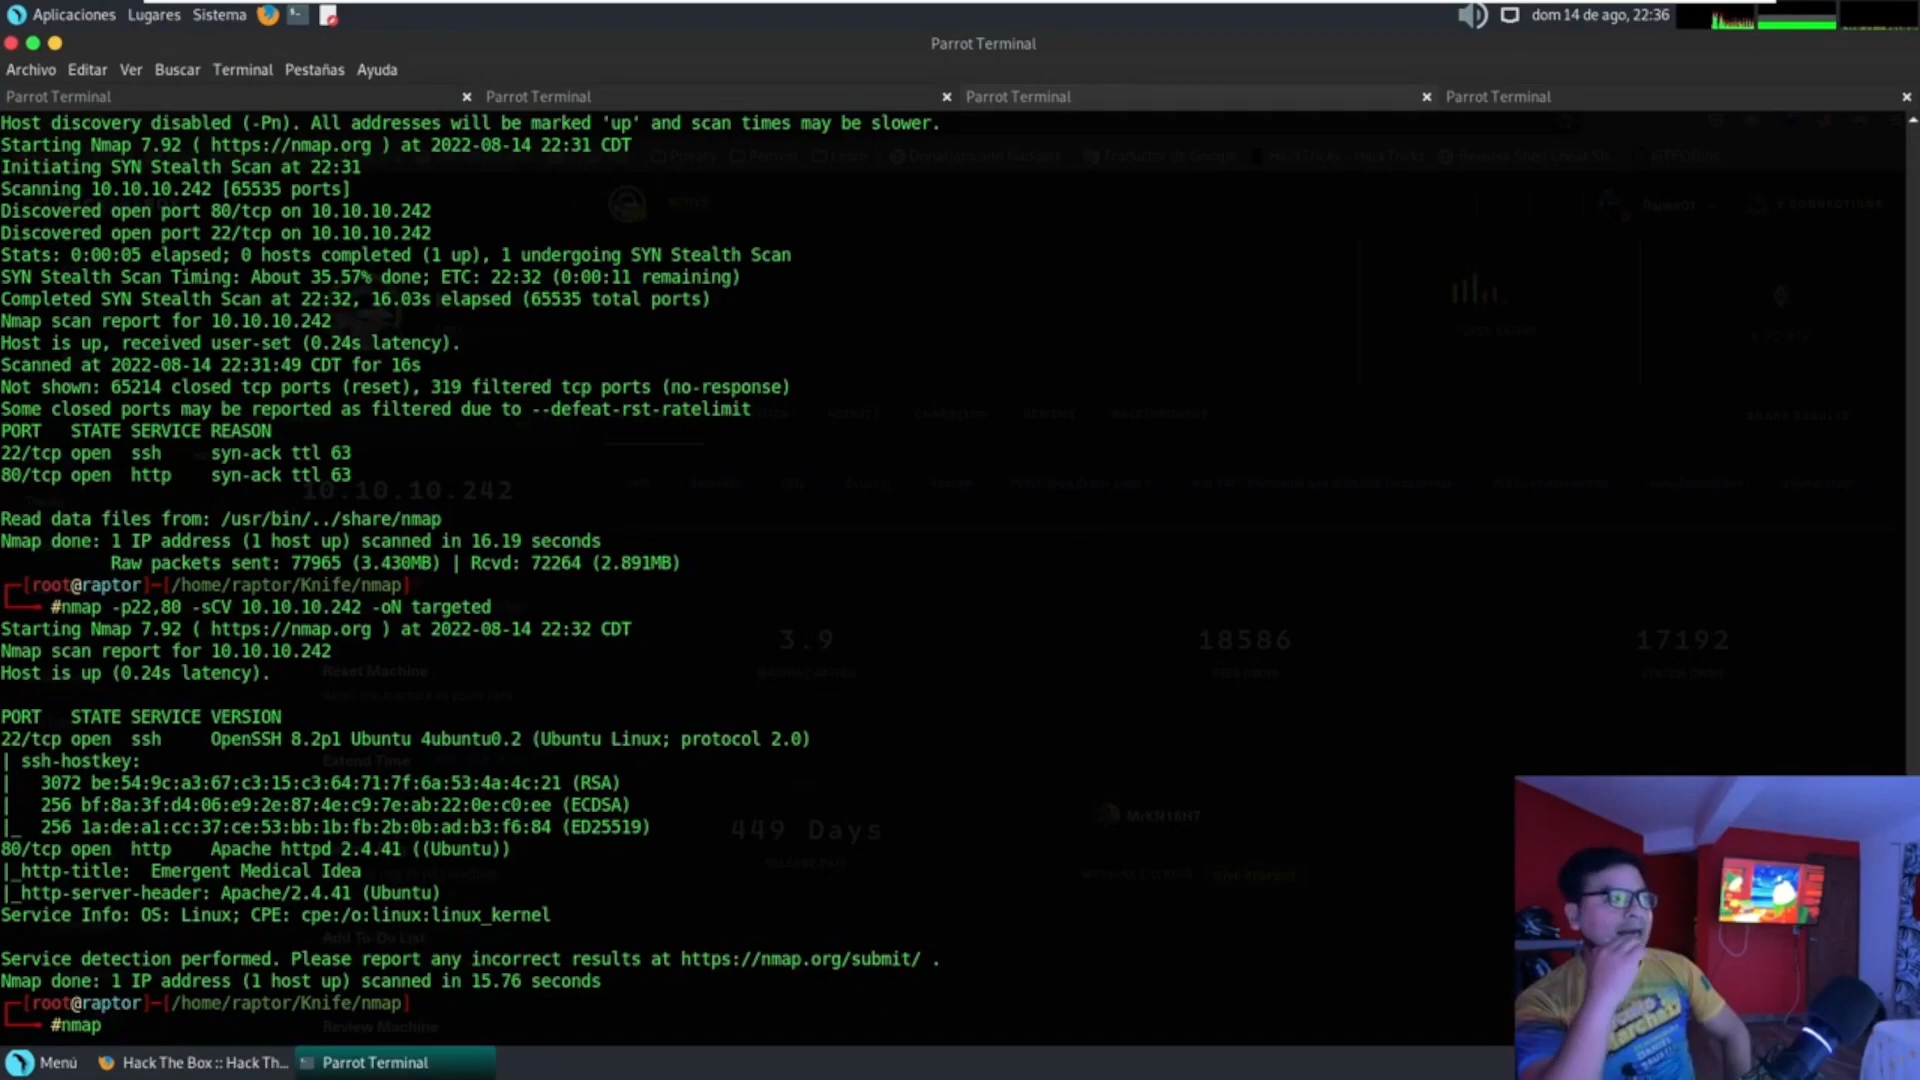 Aplicaciones Lugares Sistema
dom 14 de ago, 22:36
Parrot Terminal
Archivo Editar Ver Buscar Terminal Pestañas Ayuda
Parrot Terminal × Parrot Terminal × Parrot Terminal × Parrot Terminal ×
Host discovery disabled (-Pn). All addresses will be marked 'up' and scan times may be slower.
Starting Nmap 7.92 ( https://nmap.org ) at 2022-08-14 22:31 CDT
Initiating SYN Stealth Scan at 22:31
Scanning 10.10.10.242 [65535 ports]
Discovered open port 80/tcp on 10.10.10.242
Discovered open port 22/tcp on 10.10.10.242
Stats: 0:00:05 elapsed; 0 hosts completed (1 up), 1 undergoing SYN Stealth Scan
SYN Stealth Scan Timing: About 35.57% done; ETC: 22:32 (0:00:11 remaining)
Completed SYN Stealth Scan at 22:32, 16.03s elapsed (65535 total ports)
Nmap scan report for 10.10.10.242
Host is up, received user-set (0.24s latency).
Scanned at 2022-08-14 22:31:49 CDT for 16s
Not shown: 65214 closed tcp ports (reset), 319 filtered tcp ports (no-response)
Some closed ports may be reported as filtered due to --defeat-rst-ratelimit
PORT STATE SERVICE REASON
22/tcp open ssh syn-ack ttl 63
80/tcp open http syn-ack ttl 63
10.10.10.242
Read data files from: /usr/bin/../share/nmap
Nmap done: 1 IP address (1 host up) scanned in 16.19 seconds
Raw packets sent: 77965 (3.430MB) | Rcvd: 72264 (2.891MB)
[root@raptor]-[/home/raptor/Knife/nmap]
#nmap -p22,80 -sCV 10.10.10.242 -oN targeted
Starting Nmap 7.92 ( https://nmap.org ) at 2022-08-14 22:32 CDT
3.9 18586 17192
Nmap scan report for 10.10.10.242
Host is up (0.24s latency).
Reset Machine
PORT STATE SERVICE VERSION
22/tcp open ssh OpenSSH 8.2p1 Ubuntu 4ubuntu0.2 (Ubuntu Linux; protocol 2.0)
| ssh-hostkey:
Extend Time
| 3072 be:54:9c:a3:67:c3:15:c3:64:71:7f:6a:53:4a:4c:21 (RSA)
| 256 bf:8a:3f:d4:06:e9:2e:87:4e:c9:7e:ab:22:0e:c0:ee (ECDSA)
|_ 256 1a:de:a1:cc:37:ce:53:bb:1b:fb:2b:0b:ad:b3:f6:84 (ED25519)
449 Days
MrKN16H7
80/tcp open http Apache httpd 2.4.41 ((Ubuntu))
|_http-title: Emergent Medical Idea
|_http-server-header: Apache/2.4.41 (Ubuntu)
Service Info: OS: Linux; CPE: cpe:/o:linux:linux_kernel
Add To-Do List
Service detection performed. Please report any incorrect results at https://nmap.org/submit/ .
Nmap done: 1 IP address (1 host up) scanned in 15.76 seconds
[root@raptor]-[/home/raptor/Knife/nmap]
#nmap
Review Machine
Menú Hack The Box :: Hack Th... Parrot Terminal